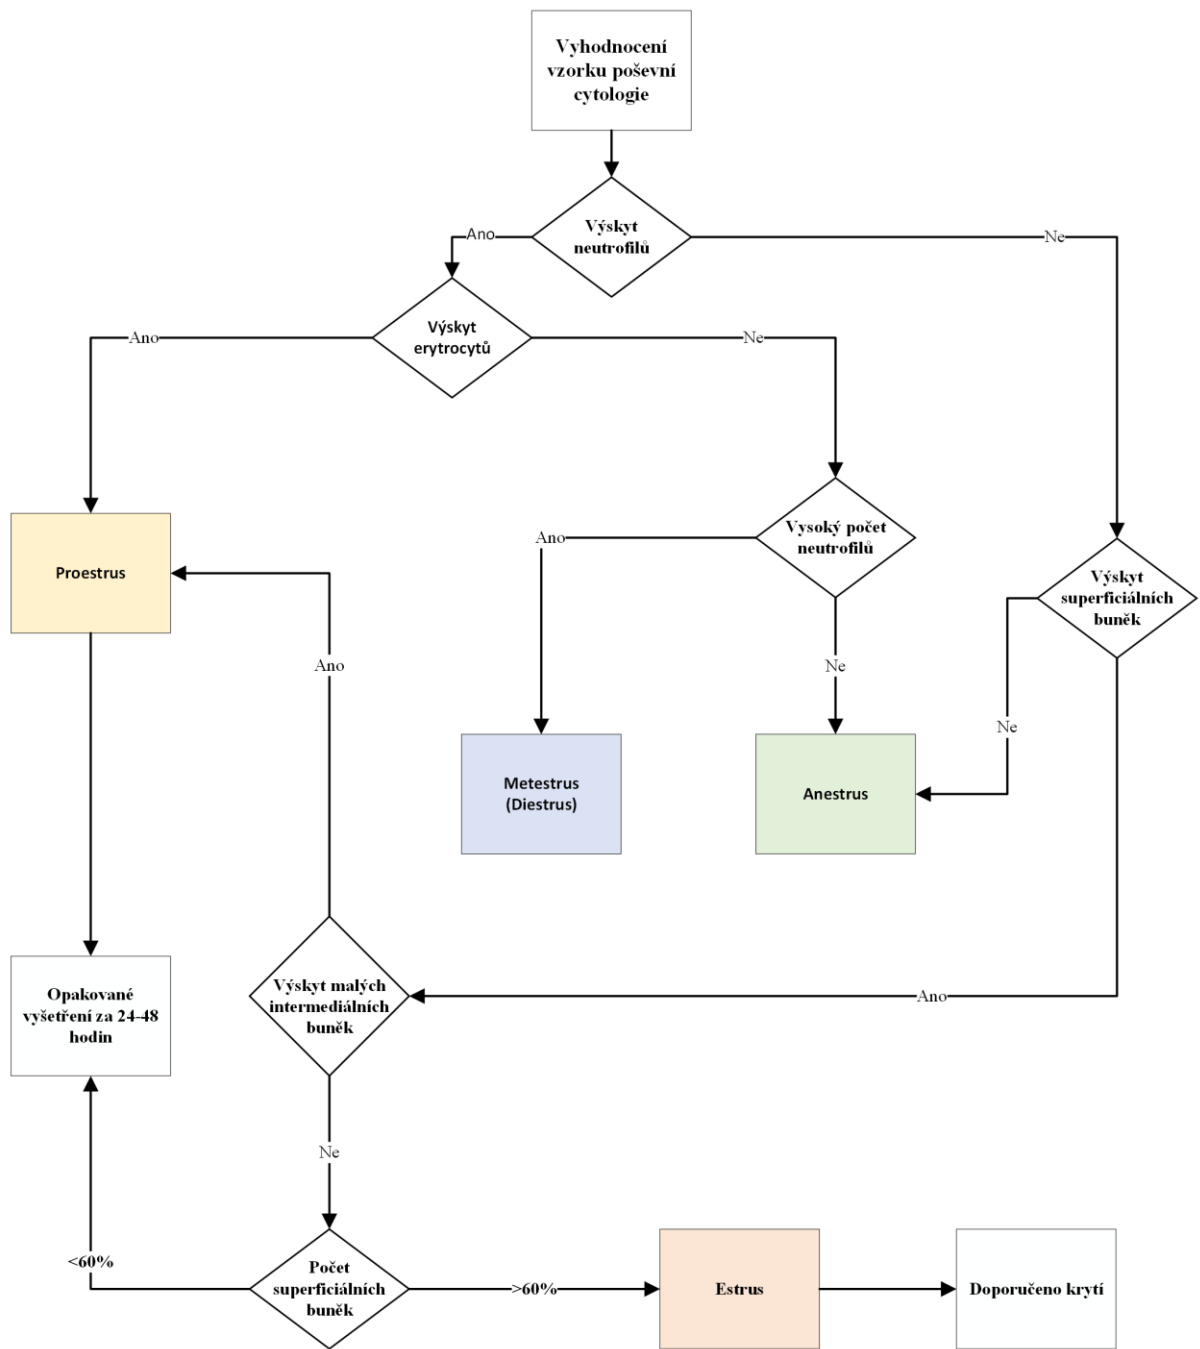 Vyhodnocení
vzorku poševní
cytologie
Výskyt
neutrofilů
Ano
Ne
Výskyt
erytrocytů
Ano
Ne
Vysoký počet
neutrofilů
Ano
Ne
Výskyt
superficiálních
buněk
Ne
Ano
Proestrus
Ano
Metestrus
(Diestrus)
Anestrus
Opakované
vyšetření za 24-48
hodin
Výskyt malých
intermediálních
buněk
Ne
<60%
Počet
superficiálních
buněk
>60%
Estrus
Doporučeno krytí